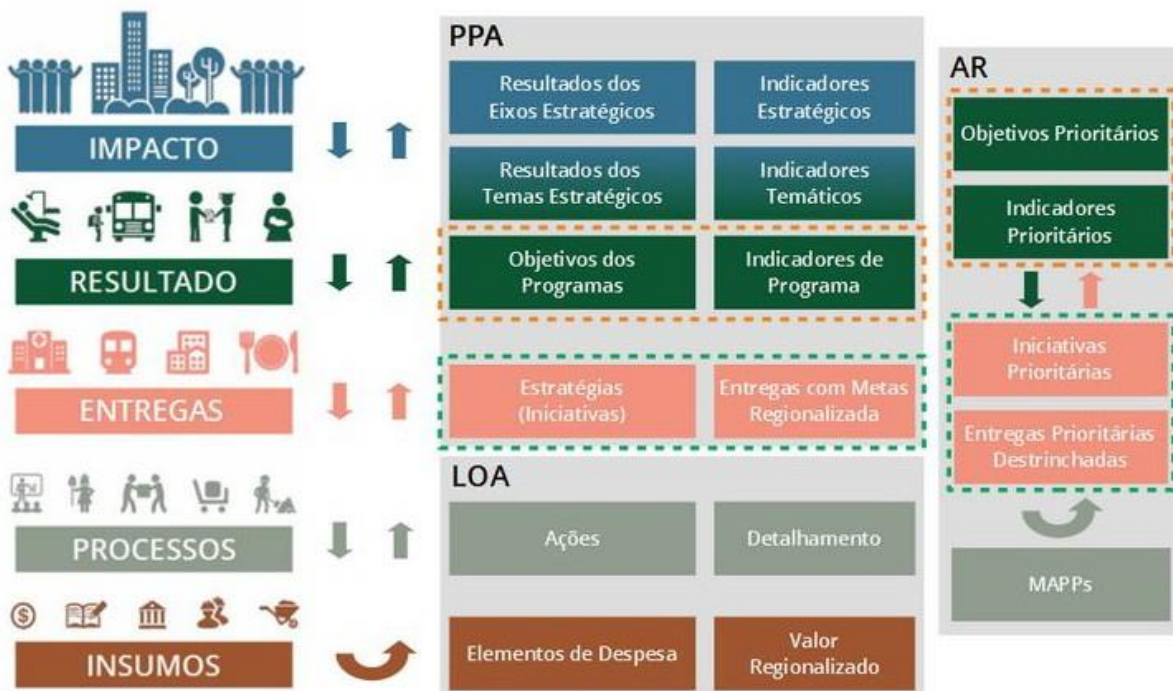 PPA
Resultados dos
Eixos Estratégicos
Indicadores
Estratégicos
IMPACTO
Resultados dos
Temas Estratégicos
Indicadores
Temáticos
RESULTADO
Objetivos dos
Programas
Indicadores de
Programa
ENTREGAS
Estratégias
(Iniciativas)
Entregas com Metas
Regionalizada
LOA
PROCESSOS
Ações
Detalhamento
$
INSUMOS
Elementos de Despesa
Valor
Regionalizado
AR
Objetivos Prioritários
Indicadores
Prioritários
Iniciativas
Prioritárias
Entregas Prioritárias
Destrinchadas
MAPPs